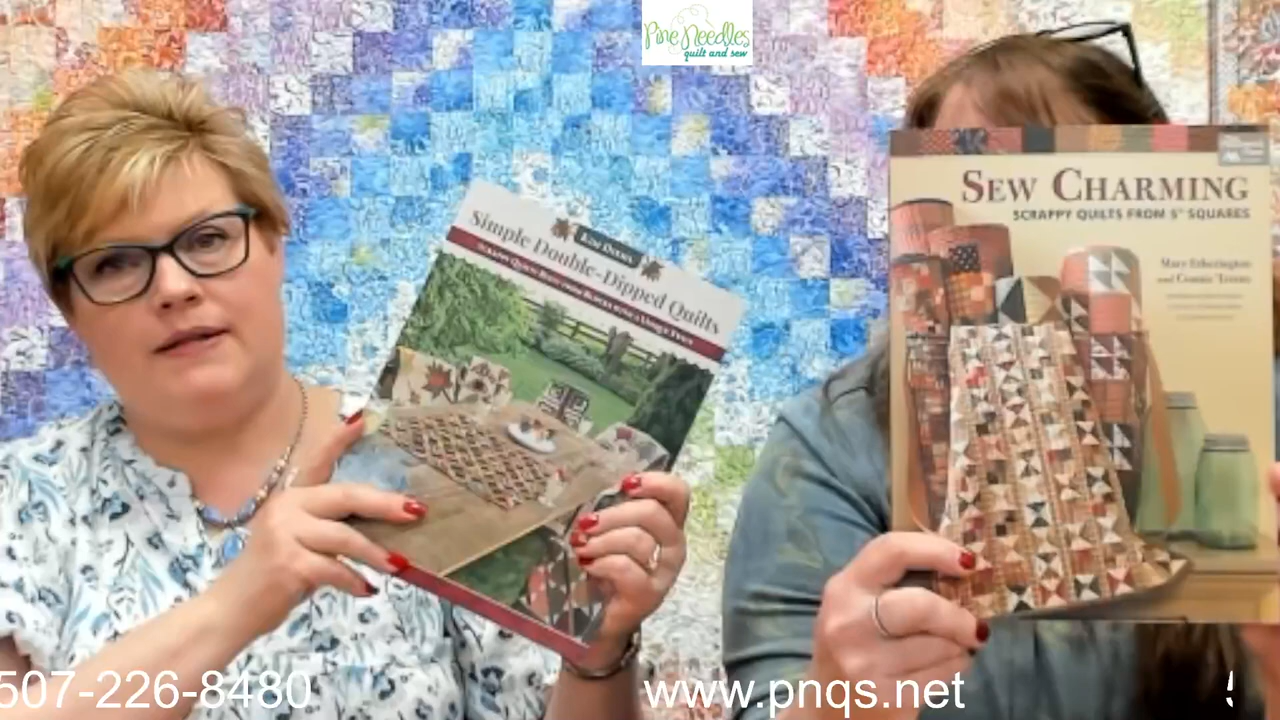 Pine Needles
quilt and sew
Kim Diehl
Simple Double-Dipped Quilts
SEW CHARMING
SCRAPPY QUILTS FROM 5" SQUARES
Mary Etherington
and Connie Tesene
507-226-8480
www.pnqs.net